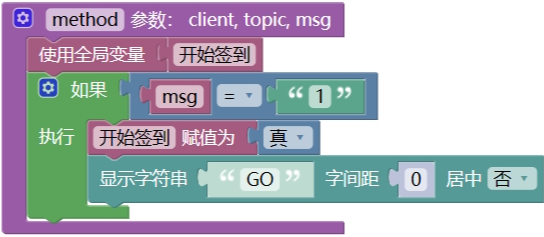 method 参数： client, topic, msg
使用全局变量 开始签到
如果 msg = “ 1 ”
执行 开始签到 赋值为 真
显示字符串 “ GO ” 字间距 0 居中 否